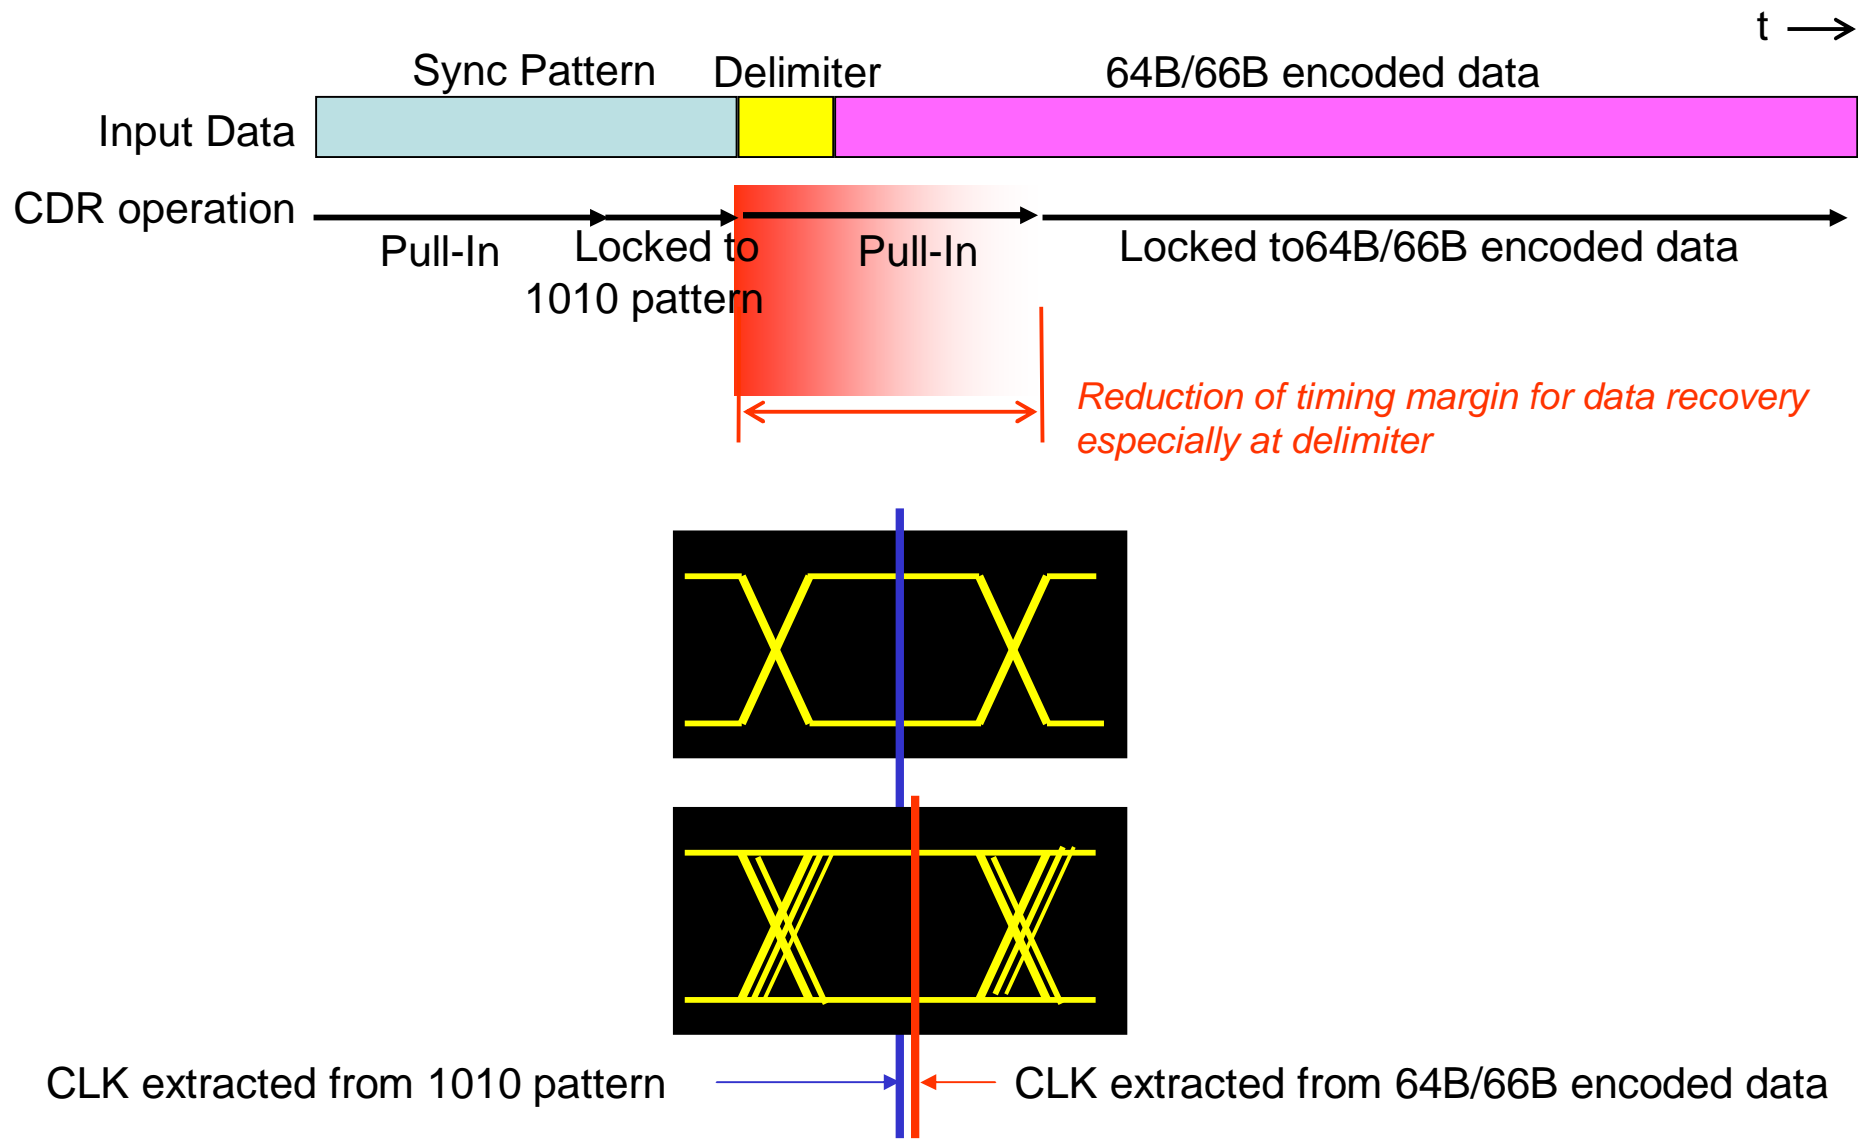 t
Sync Pattern Delimiter 64B/66B encoded data
Input Data
CDR operation
Pull-In Locked to Pull-In Locked to64B/66B encoded data
1010 pattern
Reduction of timing margin for data recovery
especially at delimiter
CLK extracted from 1010 pattern CLK extracted from 64B/66B encoded data